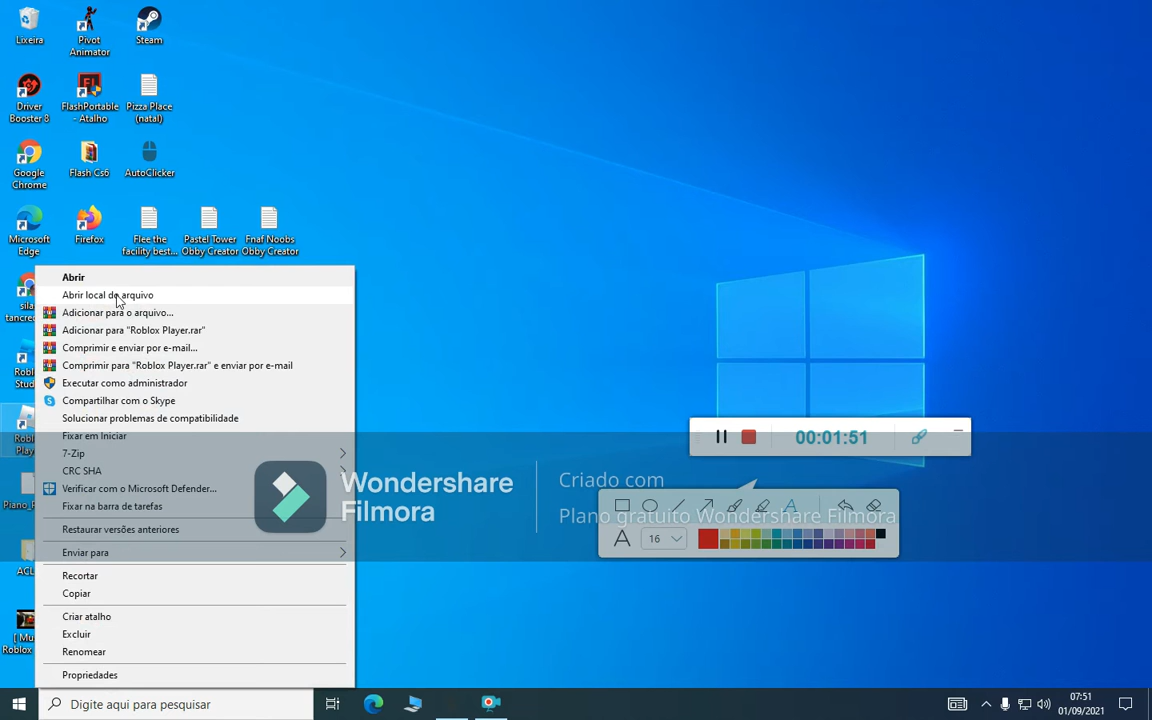 Lixeira
Pivot
Animator
Steam
Driver
Booster 8
FlashPortable
- Atalho
Pizza Place
(natal)
Google
Chrome
Flash Cs6
AutoClicker
Microsoft
Edge
Firefox
Flee the
facility best...
Pastel Tower
Obby Creator
Fnaf Noobs
Obby Creator
Abrir
Abrir local do arquivo
Adicionar para o arquivo...
Adicionar para "Roblox Player.rar"
Comprimir e enviar por e-mail...
Comprimir para "Roblox Player.rar" e enviar por e-mail
Executar como administrador
Compartilhar com o Skype
Solucionar problemas de compatibilidade
Fixar em Iniciar
7-Zip
CRC SHA
Verificar com o Microsoft Defender...
Fixar na barra de tarefas
Restaurar versões anteriores
Enviar para
Recortar
Copiar
Criar atalho
Excluir
Renomear
Propriedades
00:01:51
Wondershare
Filmora
Criado com
Plano gratuito Wondershare Filmora
A
16
Digite aqui para pesquisar
07:51
01/09/2021